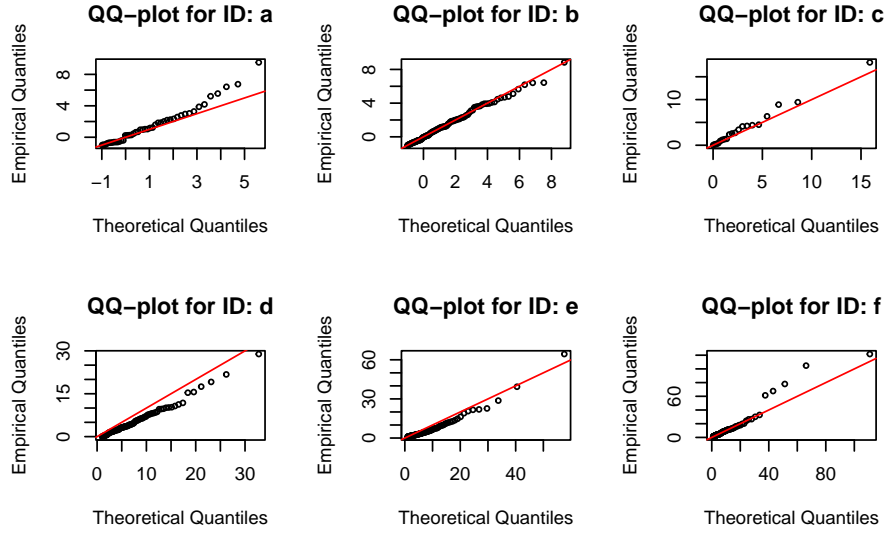 QQ−plot for ID: a
Empirical Quantiles
0 4 8
−1 1 3 5
Theoretical Quantiles
QQ−plot for ID: b
Empirical Quantiles
0 4 8
0 2 4 6 8
Theoretical Quantiles
QQ−plot for ID: c
Empirical Quantiles
0 10
0 5 10 15
Theoretical Quantiles
QQ−plot for ID: d
Empirical Quantiles
0 15 30
0 10 20 30
Theoretical Quantiles
QQ−plot for ID: e
Empirical Quantiles
0 30 60
0 20 40
Theoretical Quantiles
QQ−plot for ID: f
Empirical Quantiles
0 60
0 40 80
Theoretical Quantiles